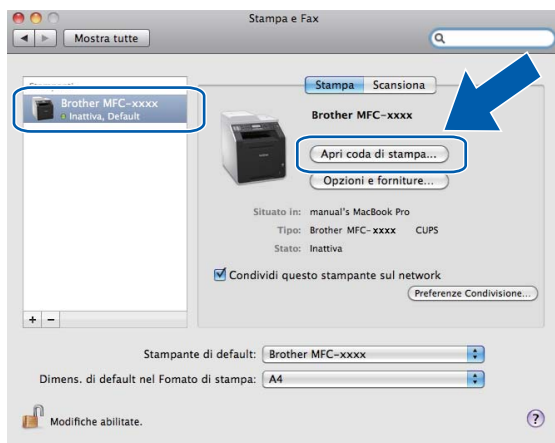 Stampa e Fax
Mostra tutte
Stampa Scansiona
Brother MFC-xxxx
Inattiva, Default
Brother MFC-xxxx
Apri coda di stampa...
Opzioni e forniture...
Situato in: manual's MacBook Pro
Tipo: Brother MFC-xxxx CUPS
Stato: Inattiva
Condividi questo stampante sul network
Preferenze Condivisione...
+ -
Stampante di default: Brother MFC-xxxx
Dimens. di default nel Fomato di stampa: A4
Modifiche abilitate.
?